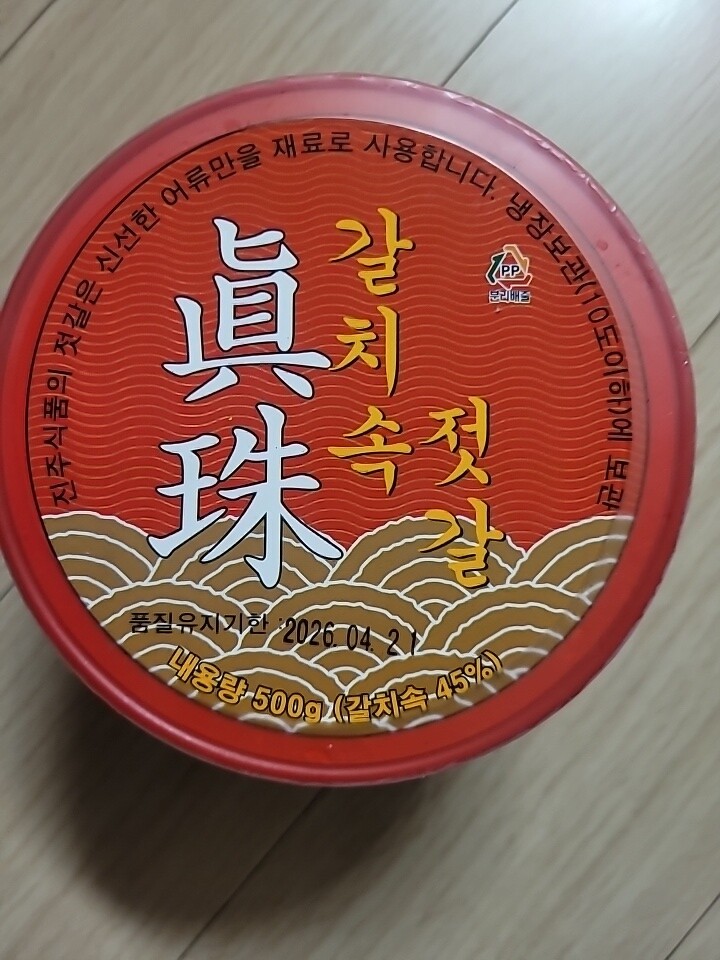 진주식품의 젓갈은 신선한 어류만을 재료로 사용합니다. 냉장보관(10도이하)에 보관
眞珠
갈치속
젓갈
PP
분리배출
품질유지기한 : 2026. 04. 21
내용량 500g (갈치속 45%)